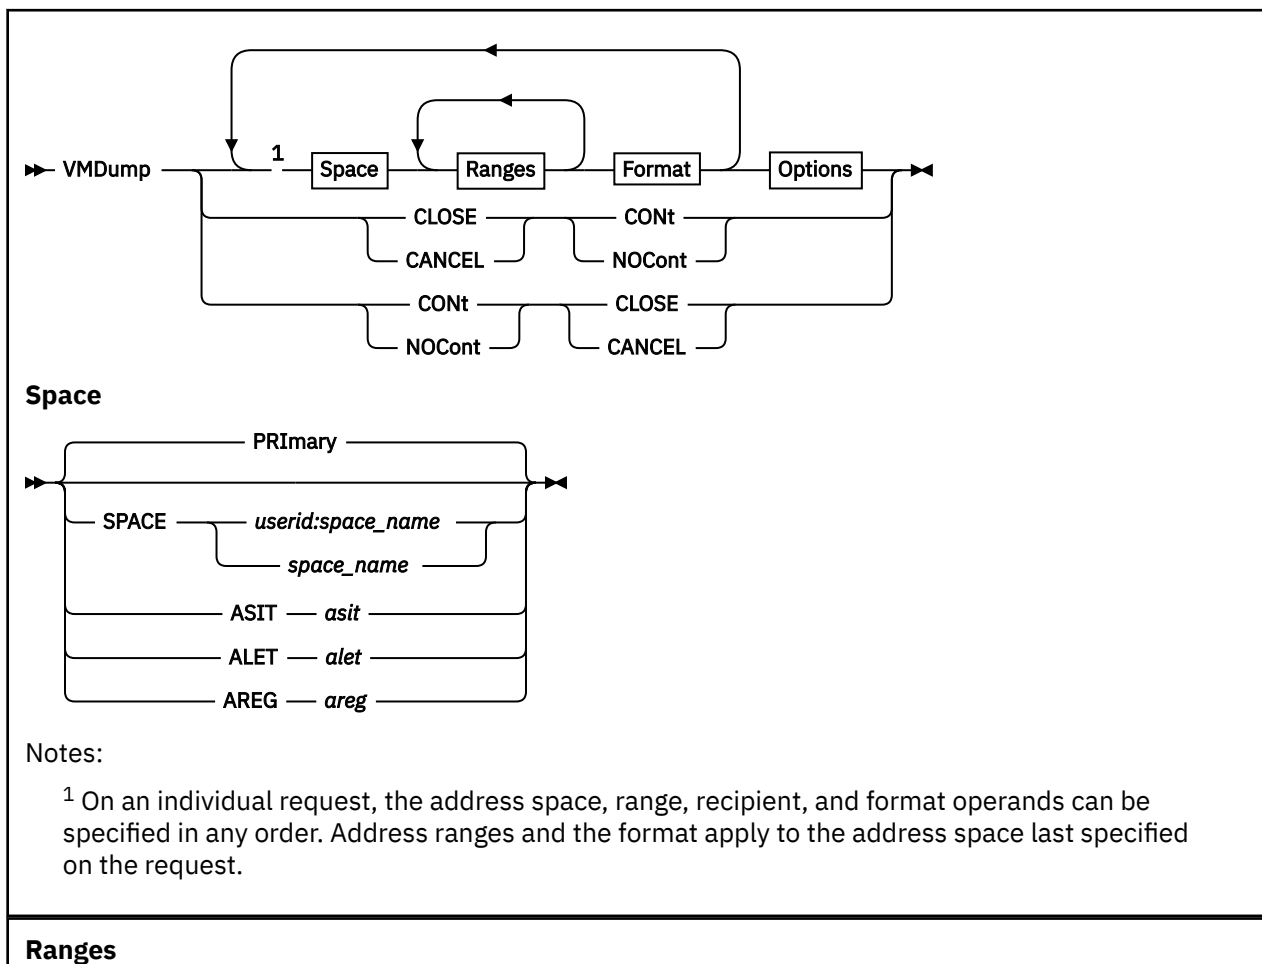 1
VMDump Space Ranges Format Options
CLOSE CONt
CANCEL NOCont
CONt CLOSE
NOCont CANCEL
Space
PRImary
SPACE userid:space_name
space_name
ASIT asit
ALET alet
AREG areg
Notes:
1 On an individual request, the address space, range, recipient, and format operands can be
specified in any order. Address ranges and the format apply to the address space last specified
on the request.
Ranges